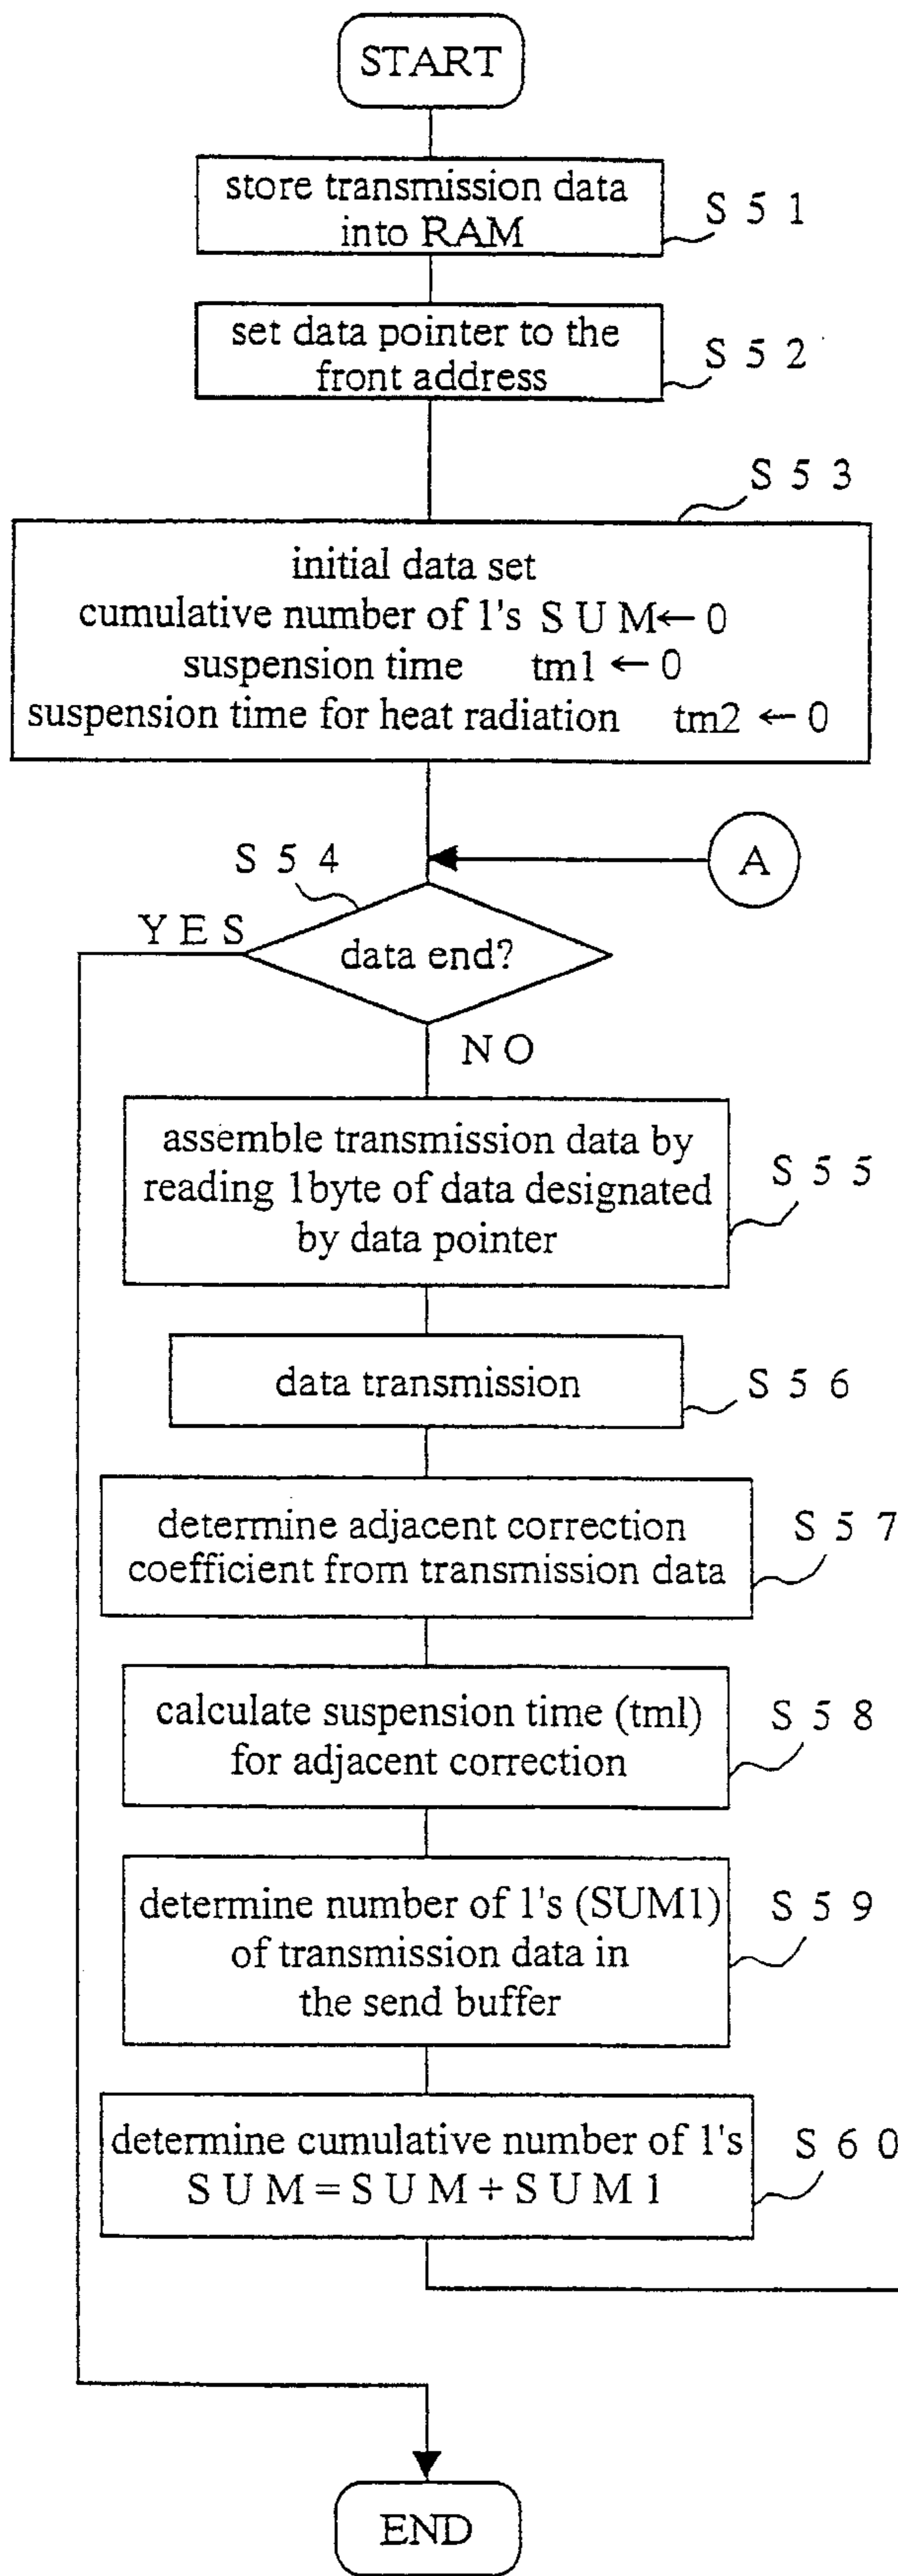 START
store transmission data
into RAM
S 5 1
set data pointer to the
front address
S 5 2
S 5 3
initial data set
cumulative number of 1's S U M ← 0
suspension time tm1 ← 0
suspension time for heat radiation tm2 ← 0
A
S 5 4
Y E S
data end?
N O
assemble transmission data by
reading 1byte of data designated
by data pointer
S 5 5
data transmission
S 5 6
determine adjacent correction
coefficient from transmission data
S 5 7
calculate suspension time (tml)
for adjacent correction
S 5 8
determine number of 1's (SUM1)
of transmission data in
the send buffer
S 5 9
determine cumulative number of 1's
S U M = S U M + S U M 1
S 6 0
END